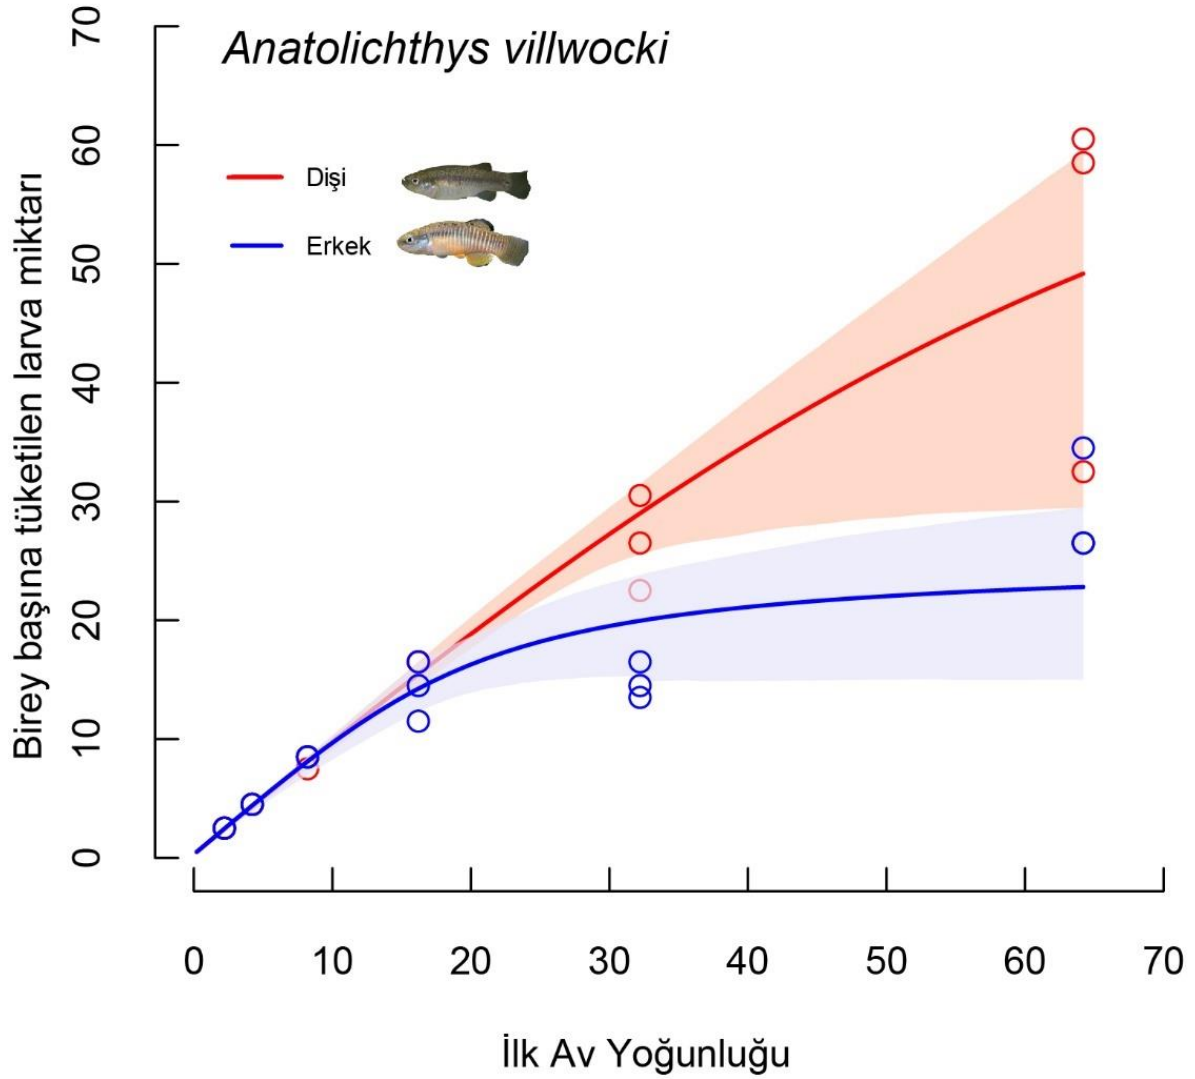 Anatolichthys villwocki
Dişi
Erkek
Birey başına tüketilen larva miktarı
70
60
50
40
30
20
10
0
0 10 20 30 40 50 60 70
İlk Av Yoğunluğu